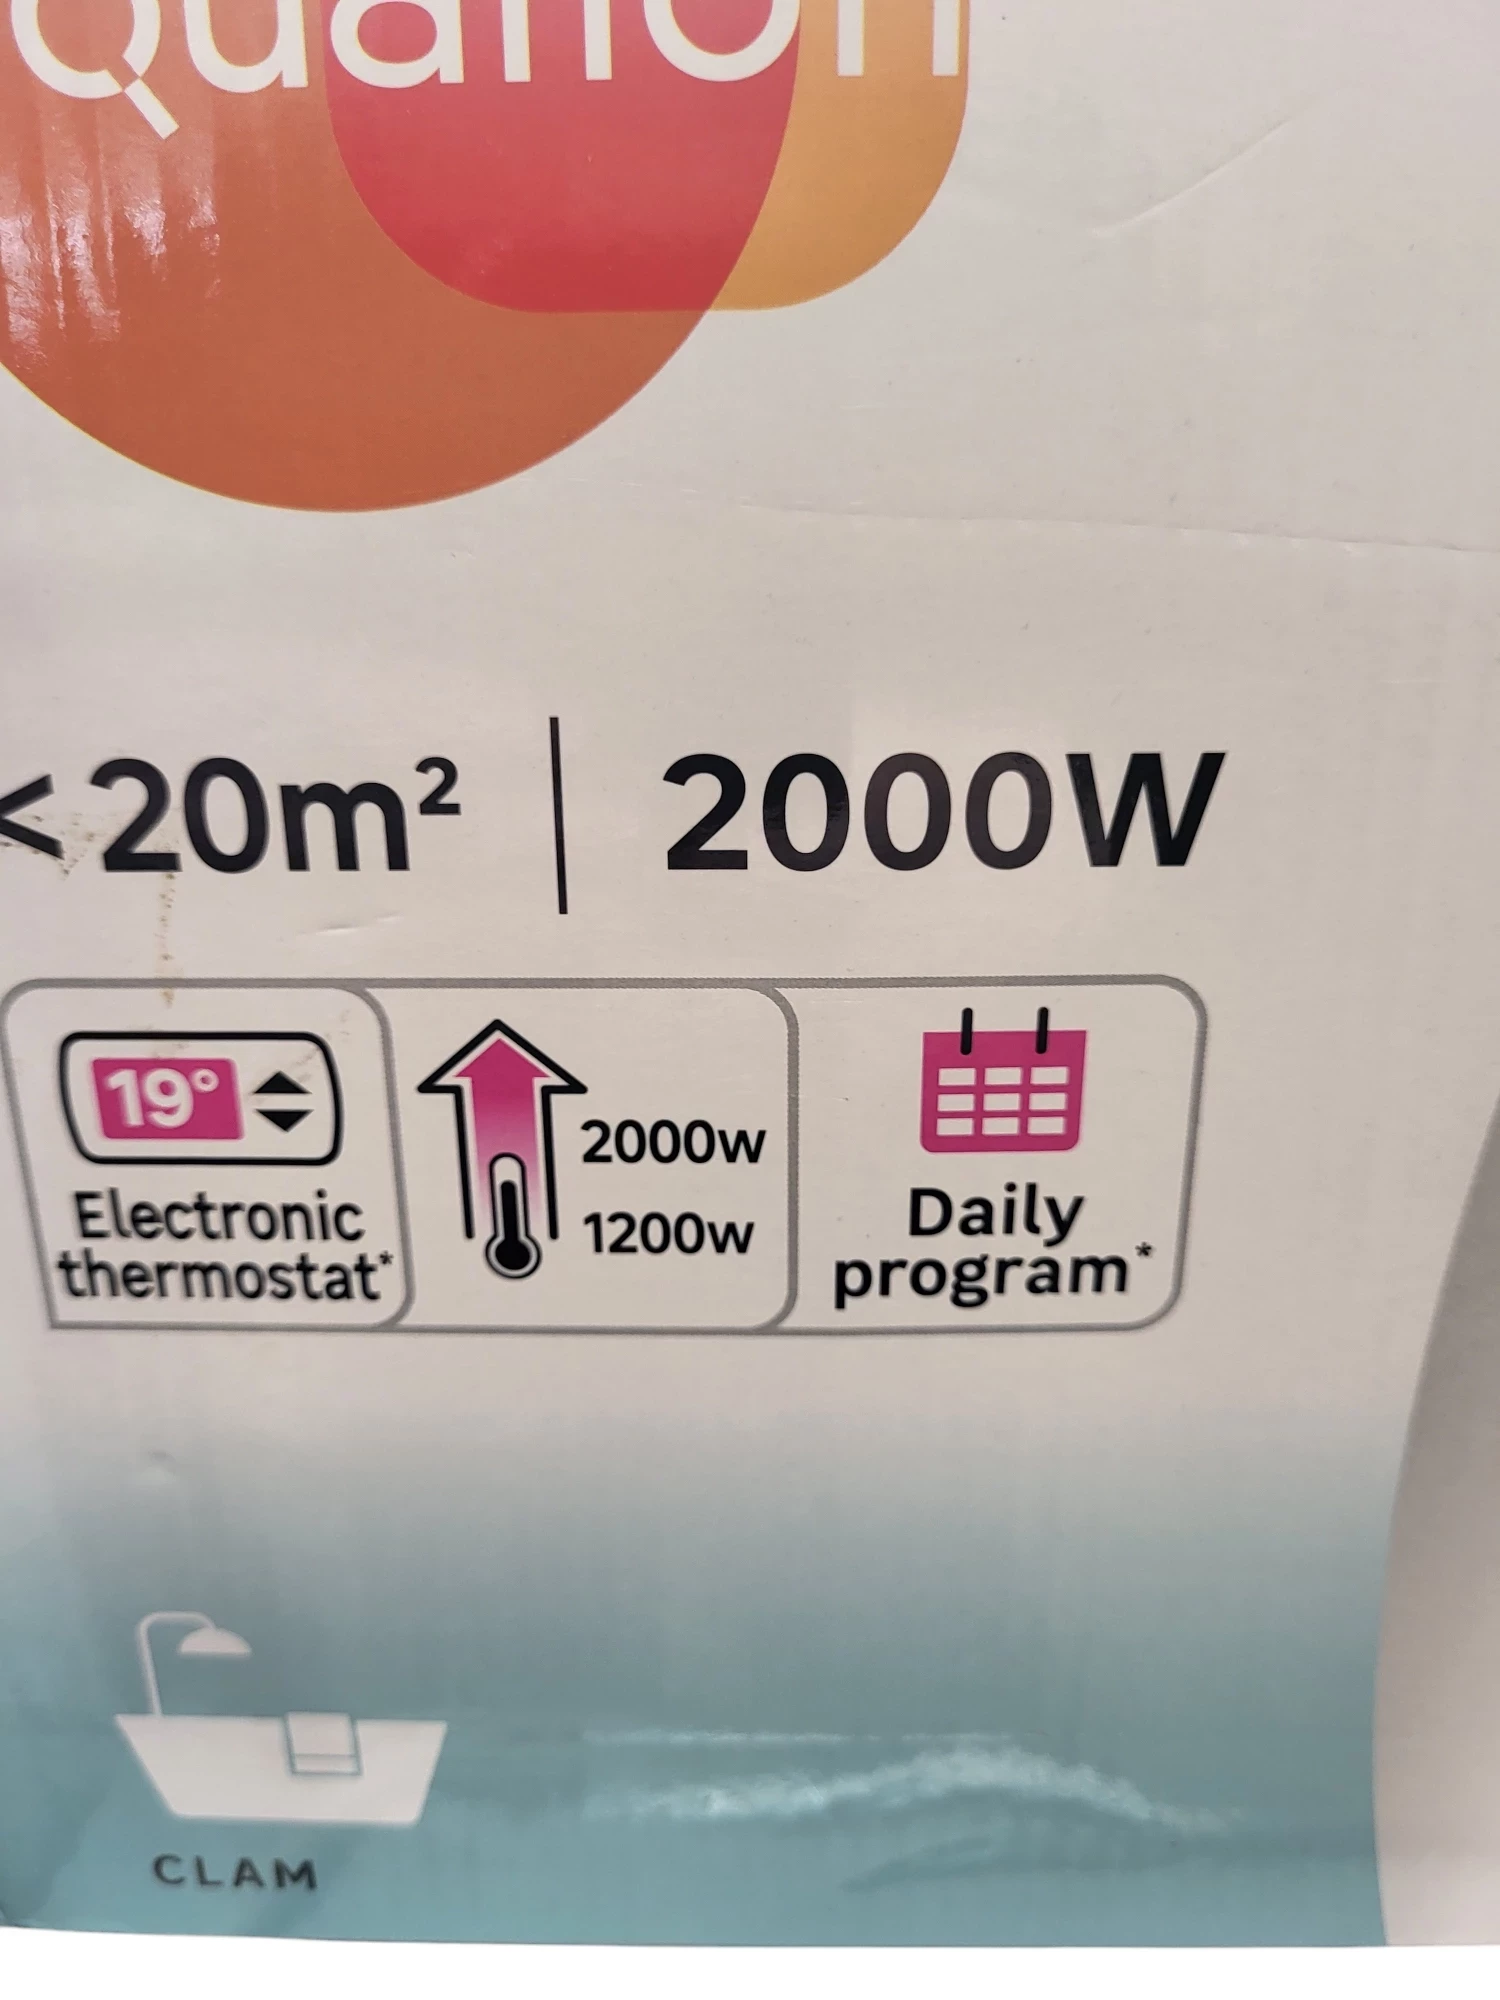 <20m² | 2000W
19°
2000w
1200w
Electronic
thermostat*
Daily
program*
CLAM